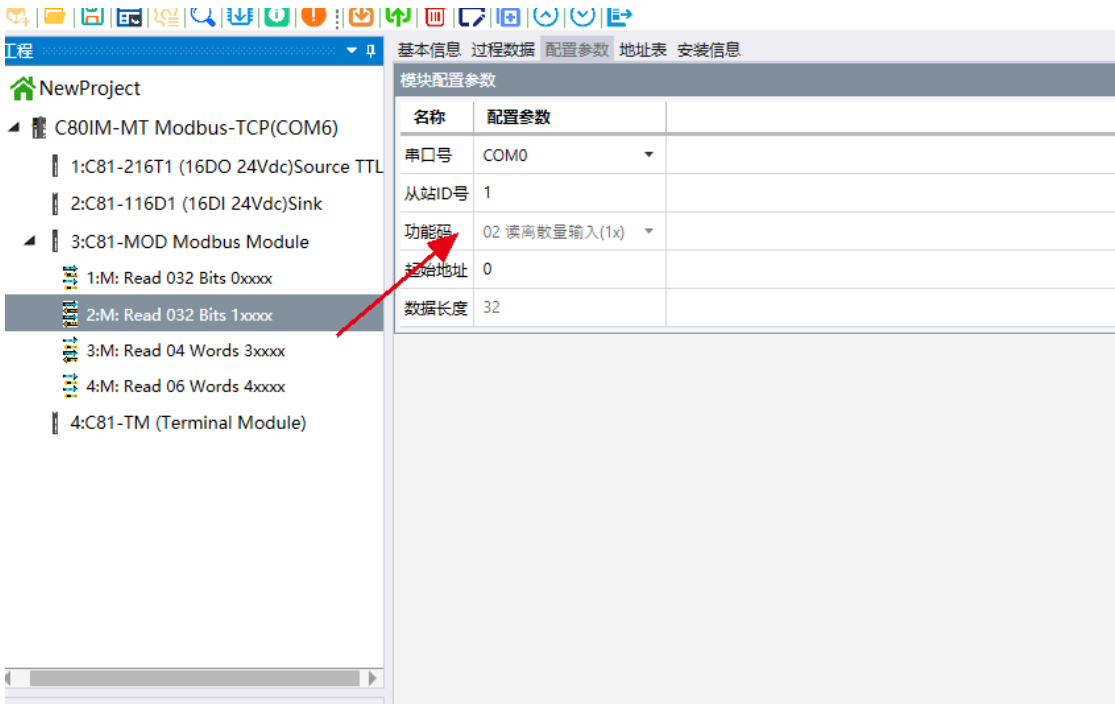 工程
NewProject
C80IM-MT Modbus-TCP(COM6)
1:C81-216T1 (16DO 24Vdc)Source TTL
2:C81-116D1 (16DI 24Vdc)Sink
3:C81-MOD Modbus Module
1:M: Read 032 Bits 0xxxx
2:M: Read 032 Bits 1xxxx
3:M: Read 04 Words 3xxxx
4:M: Read 06 Words 4xxxx
4:C81-TM (Terminal Module)
基本信息 过程数据 配置参数 地址表 安装信息
模块配置参数
名称 配置参数
串口号 COM0
从站ID号 1
功能码 02 读离散量输入(1x)
起始地址 0
数据长度 32